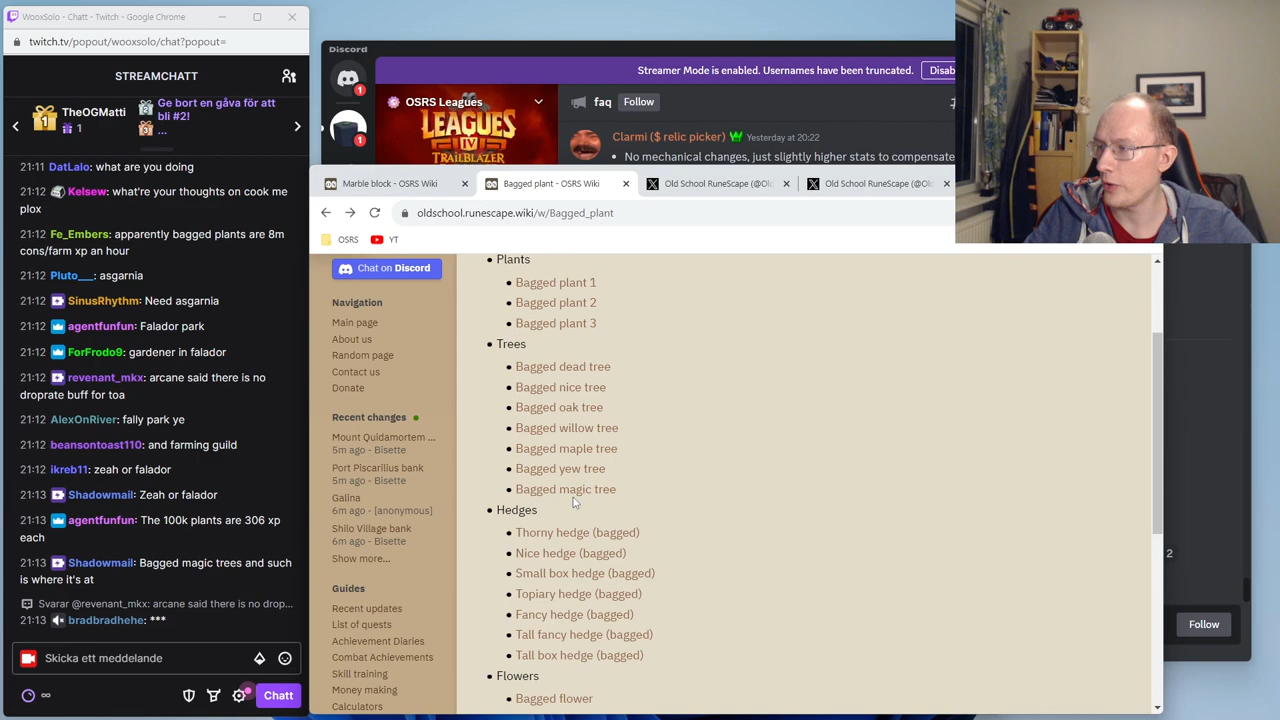 WooxSolo - Chatt - Twitch - Google Chrome
twitch.tv/popout/wooxsolo/chat?popout=
STREAMCHATT
TheOGMatti
1
Ge bort en gåva för att
bli #2!
...
21:11 DatLalo: what are you doing
21:12 Kelsew: what're your thoughts on cook me
plox
21:12 Fe_Embers: apparently bagged plants are 8m
cons/farm xp an hour
21:12 Pluto___: asgarnia
21:12 SinusRhythm: Need asgarnia
21:12 agentfunfun: Falador park
21:12 ForFrodo9: gardener in falador
21:12 revenant_mkx: arcane said there is no
droprate buff for toa
21:12 AlexOnRiver: fally park ye
21:12 beansontoast110: and farming guild
21:12 ikreb11: zeah or falador
21:13 Shadowmail: Zeah or falador
21:13 agentfunfun: The 100k plants are 306 xp
each
21:13 Shadowmail: Bagged magic trees and such
is where it's at
Svarar @revenant_mkx: arcane said there is no drop...
21:13 bradbradhehe: ***
Skicka ett meddelande
∞
Chatt
Discord
1
1
Streamer Mode is enabled. Usernames have been truncated.
Disab
OSRS Leagues
LEAGUES
IV
TRAILBLAZER
faq
Follow
Clarmi ($ relic picker) Yesterday at 20:22
• No mechanical changes, just slightly higher stats to compensate
Marble block - OSRS Wiki
Bagged plant - OSRS Wiki
Old School RuneScape (@Old
Old School RuneScape (@Old
oldschool.runescape.wiki/w/Bagged_plant
OSRS
YT
Chat on Discord
Navigation
Main page
About us
Random page
Contact us
Donate
Recent changes
Mount Quidamortem ...
5m ago - Bisette
Port Piscarilius bank
5m ago - Bisette
Galina
6m ago - [anonymous]
Shilo Village bank
6m ago - Bisette
Show more...
Guides
Recent updates
List of quests
Achievement Diaries
Combat Achievements
Skill training
Money making
Calculators
• Plants
• Bagged plant 1
• Bagged plant 2
• Bagged plant 3
• Trees
• Bagged dead tree
• Bagged nice tree
• Bagged oak tree
• Bagged willow tree
• Bagged maple tree
• Bagged yew tree
• Bagged magic tree
• Hedges
• Thorny hedge (bagged)
• Nice hedge (bagged)
• Small box hedge (bagged)
• Topiary hedge (bagged)
• Fancy hedge (bagged)
• Tall fancy hedge (bagged)
• Tall box hedge (bagged)
• Flowers
• Bagged flower
2
Follow